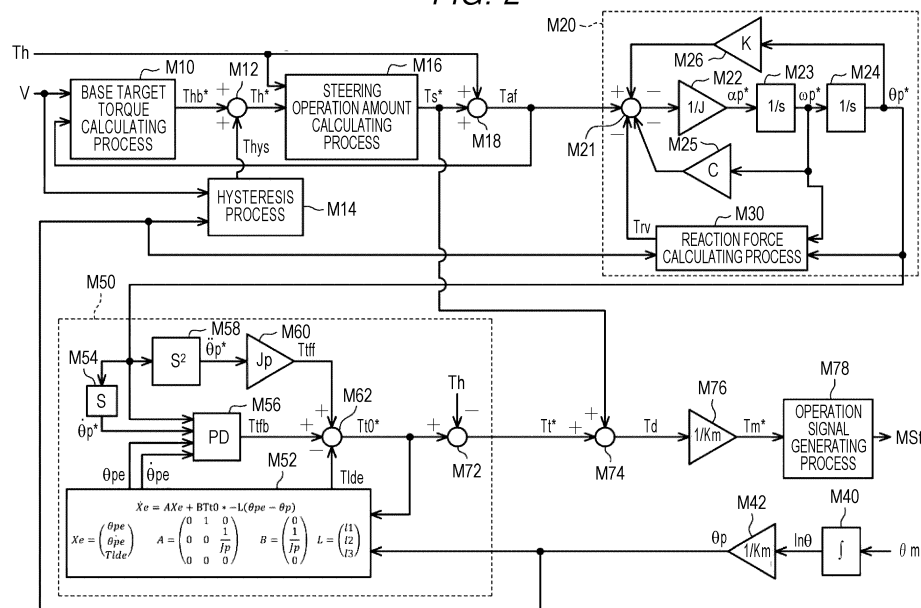 FIG. 2
M20
Th
V
M10
BASE TARGET
TORQUE
CALCULATING
PROCESS
Thb*
M12
+
+
Th*
M16
STEERING
OPERATION AMOUNT
CALCULATING
PROCESS
Ts*
+
+
M18
Taf
Thys
HYSTERESIS
PROCESS
M14
K
M26
+
−
−
−
M21
M22
1/J
αp*
M23
1/s
ωp*
M24
1/s
θp*
M25
C
Trv
M30
REACTION FORCE
CALCULATING PROCESS
M50
M54
S
θ̇p*
M58
S²
θ̈p*
M60
Jp
Ttff
M56
PD
Ttfb
+
+
−
M62
Tt0*
Tlde
Th
−
+
M72
Tt*
+
+
M74
Td
M76
1/Km
Tm*
M78
OPERATION
SIGNAL
GENERATING
PROCESS
MSf
θpe
θ̇pe
M52
Ẋe = AXe + BTt0 * −L(θpe − θp)
Xe = (θpe θ̇pe Tlde) A = (0 1 0 0 0 1/Jp 0 0 0) B = (0 1/Jp 0) L = (l1 l2 l3)
θp
M42
1/Km
Inθ
M40
∫
θm